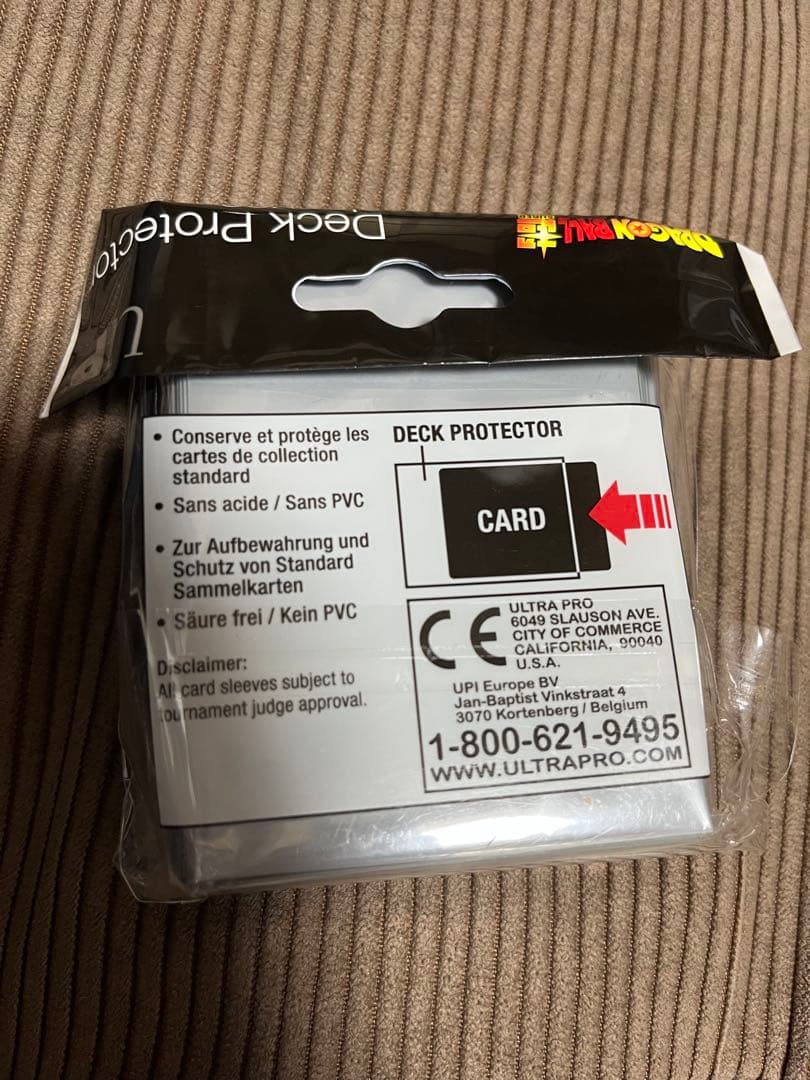 Deck Protector
DRAGON BALL
SUPER
• Conserve et protège les
cartes de collection
standard
• Sans acide / Sans PVC
• Zur Aufbewahrung und
Schutz von Standard
Sammelkarten
• Säure frei / Kein PVC
Disclaimer:
All card sleeves subject to
tournament judge approval.
DECK PROTECTOR
CARD
CE
ULTRA PRO
6049 SLAUSON AVE.
CITY OF COMMERCE
CALIFORNIA, 90040
U.S.A.
UPI Europe BV
Jan-Baptist Vinkstraat 4
3070 Kortenberg / Belgium
1-800-621-9495
WWW.ULTRAPRO.COM